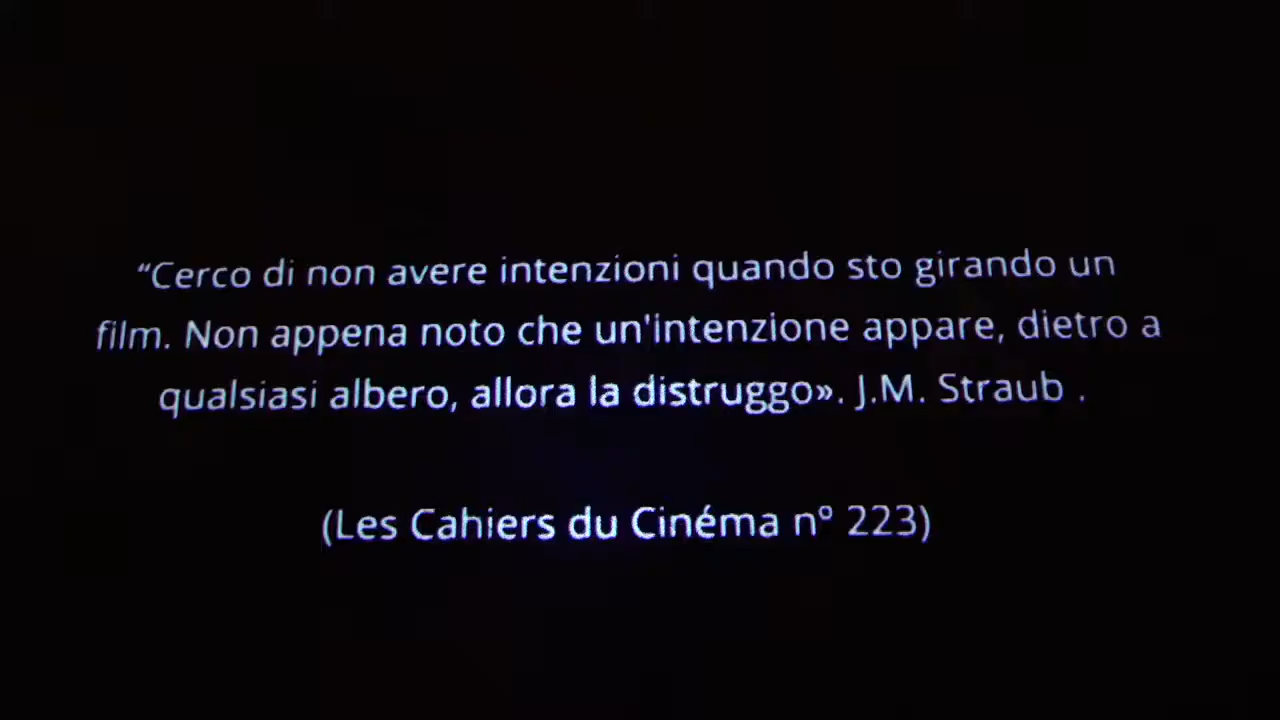 “Cerco di non avere intenzioni quando sto girando un
film. Non appena noto che un'intenzione appare, dietro a
qualsiasi albero, allora la distruggo». J.M. Straub .
(Les Cahiers du Cinéma nº 223)